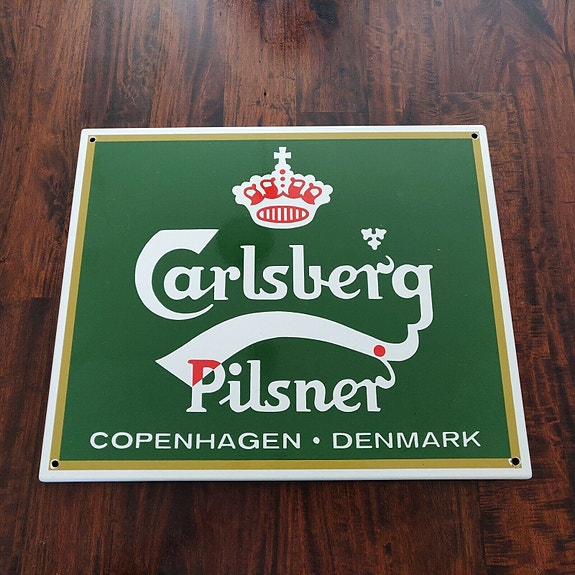 Carlsberg
Pilsner
COPENHAGEN • DENMARK